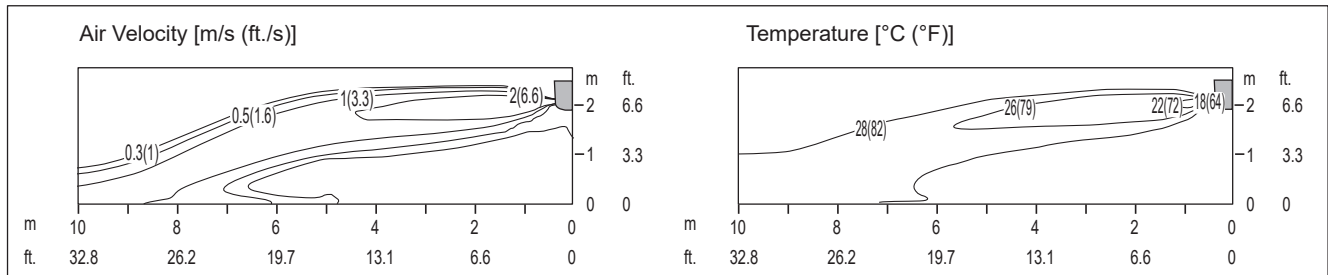 Air Velocity [m/s (ft./s)]
0.3(1)
0.5(1.6)
1(3.3)
2(6.6)
m ft.
2 6.6
1 3.3
0 0
m 10 8 6 4 2 0
ft. 32.8 26.2 19.7 13.1 6.6 0
Temperature [°C (°F)]
28(82)
26(79)
22(72)
18(64)
m ft.
2 6.6
1 3.3
0 0
m 10 8 6 4 2 0
ft. 32.8 26.2 19.7 13.1 6.6 0